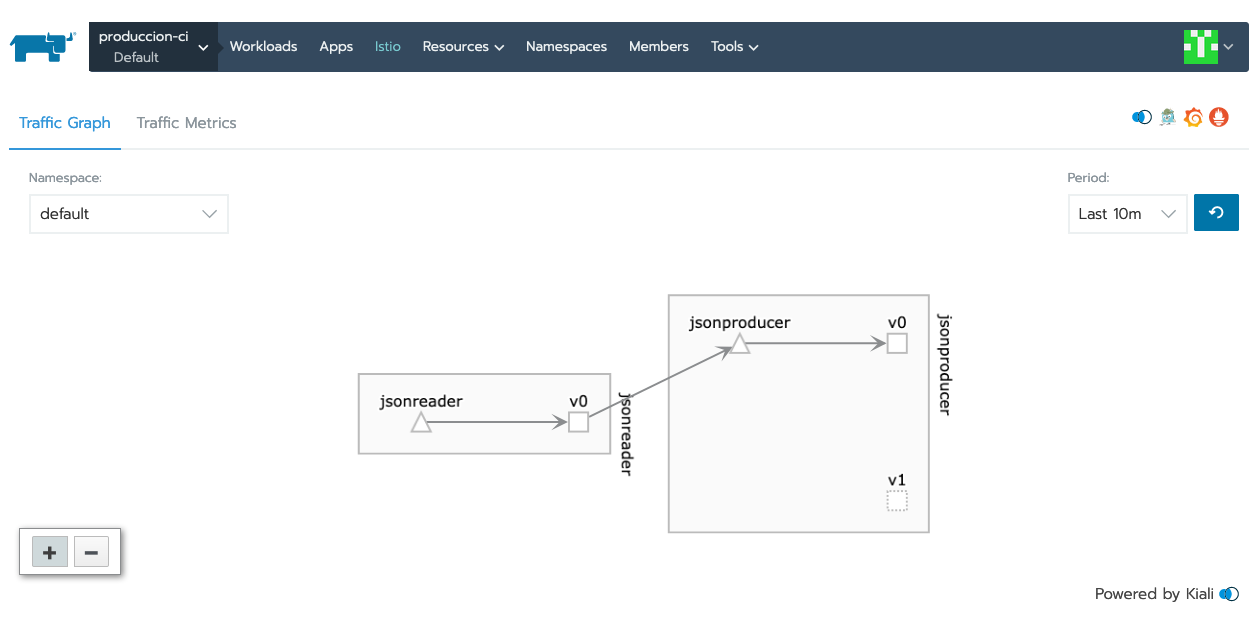 produccion-ci
Default
Workloads Apps Istio Resources Namespaces Members Tools
Traffic Graph Traffic Metrics
Namespace:
default
Period:
Last 10m
jsonproducer v0
jsonproducer
jsonreader v0
jsonreader
v1
Powered by Kiali